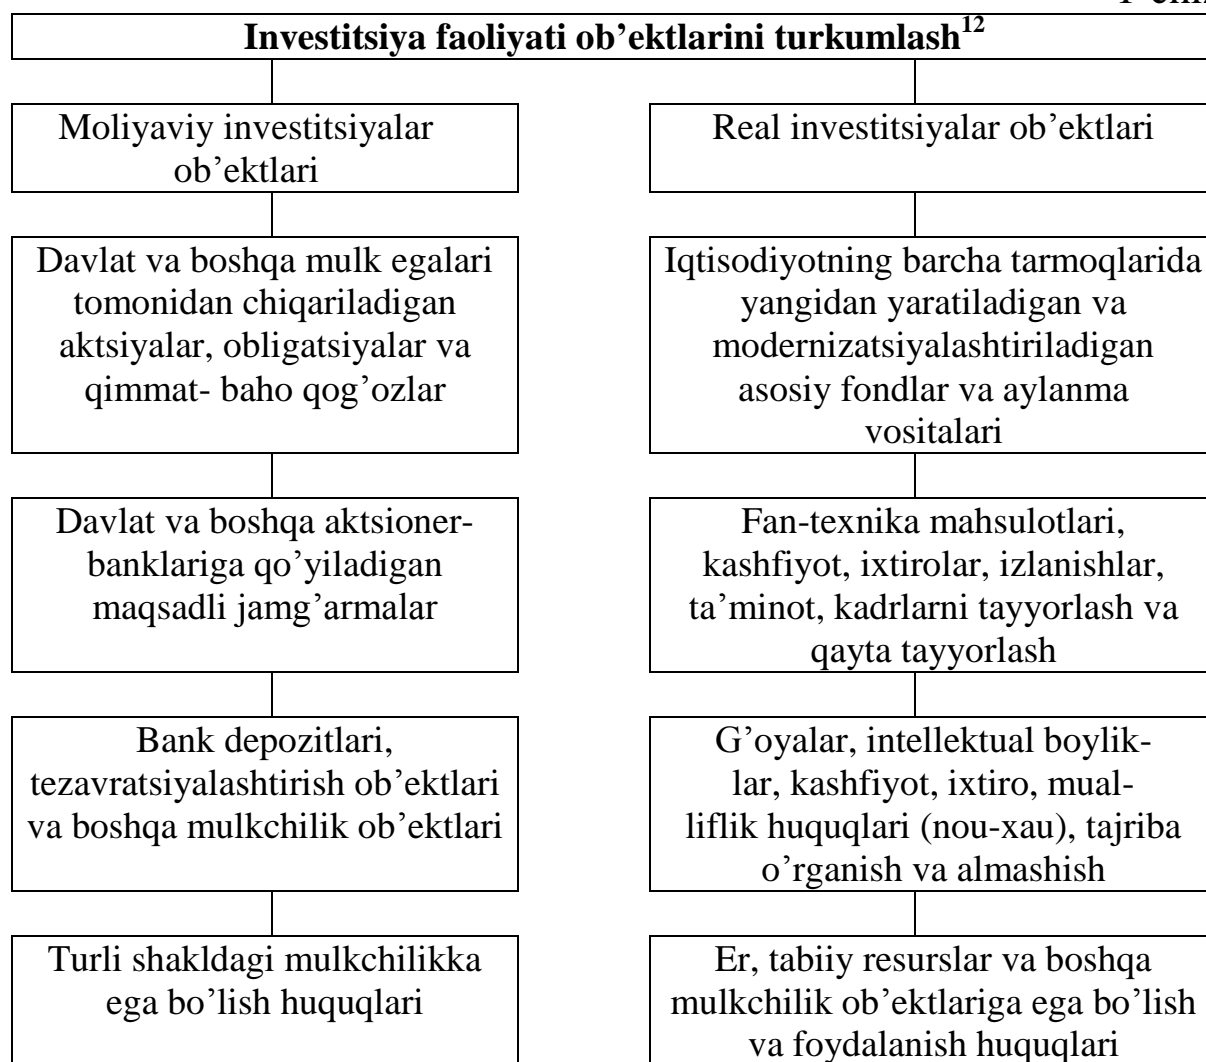 Investitsiya faoliyati ob’ektlarini turkumlash12
Moliyaviy investitsiyalar
ob’ektlari
Davlat va boshqa mulk egalari
tomonidan chiqariladigan
aktsiyalar, obligatsiyalar va
qimmat- baho qog’ozlar
Davlat va boshqa aktsioner-
banklariga qo’yiladigan
maqsadli jamg’armalar
Bank depozitlari,
tezavratsiyalashtirish ob’ektlari
va boshqa mulkchilik ob’ektlari
Turli shakldagi mulkchilikka
ega bo’lish huquqlari
Real investitsiyalar ob’ektlari
Iqtisodiyotning barcha tarmoqlarida
yangidan yaratiladigan va
modernizatsiyalashtiriladigan
asosiy fondlar va aylanma
vositalari
Fan-texnika mahsulotlari,
kashfiyot, ixtirolar, izlanishlar,
ta’minot, kadrlarni tayyorlash va
qayta tayyorlash
G’oyalar, intellektual boylik-
lar, kashfiyot, ixtiro, mual-
liflik huquqlari (nou-xau), tajriba
o’rganish va almashish
Er, tabiiy resurslar va boshqa
mulkchilik ob’ektlariga ega bo’lish
va foydalanish huquqlari